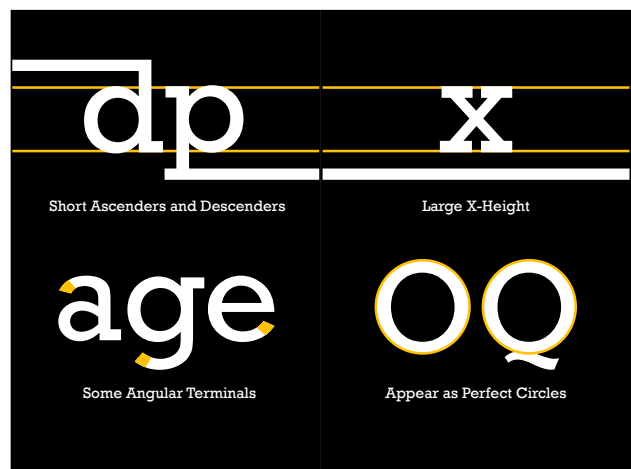 dp
x
Short Ascenders and Descenders
Large X-Height
age
OQ
Some Angular Terminals
Appear as Perfect Circles